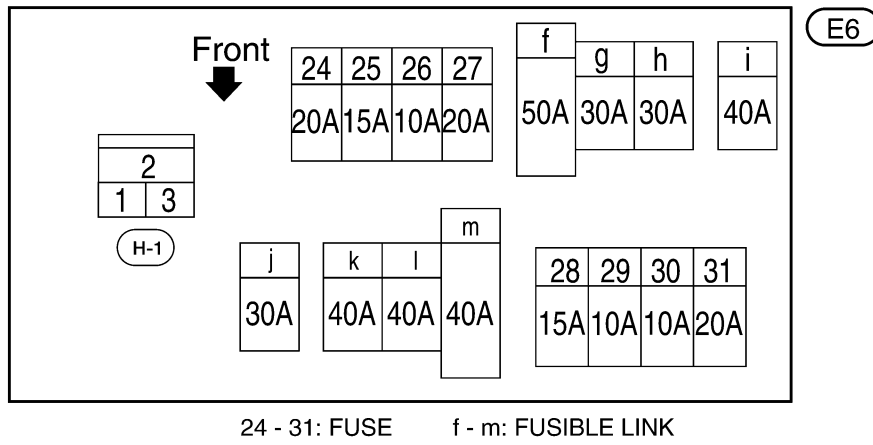 E6
Front
24 25 26 27
20A 15A 10A 20A
f
50A
g h
30A 30A
i
40A
2
1 3
H-1
j
30A
k l
40A 40A
m
40A
28 29 30 31
15A 10A 10A 20A
24 - 31: FUSE f - m: FUSIBLE LINK